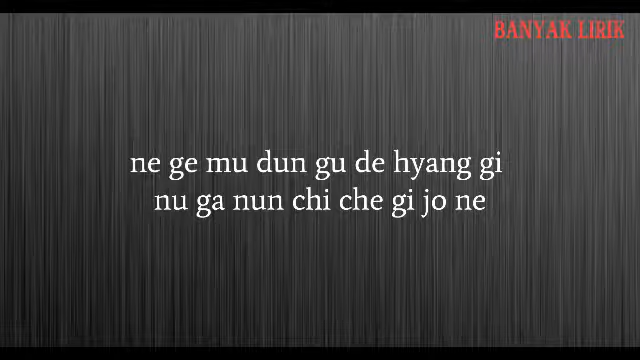 BANYAK LIRIK
ne ge mu dun gu de hyang gi
nu ga nun chi che gi jo ne